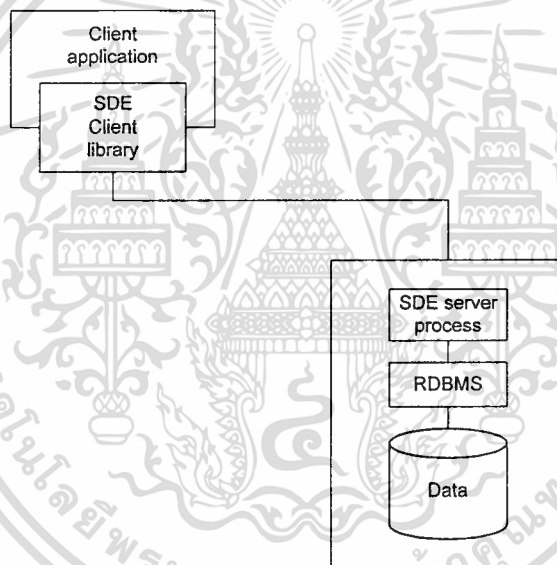 Client
application
SDE
Client
library
SDE server
process
RDBMS
Data